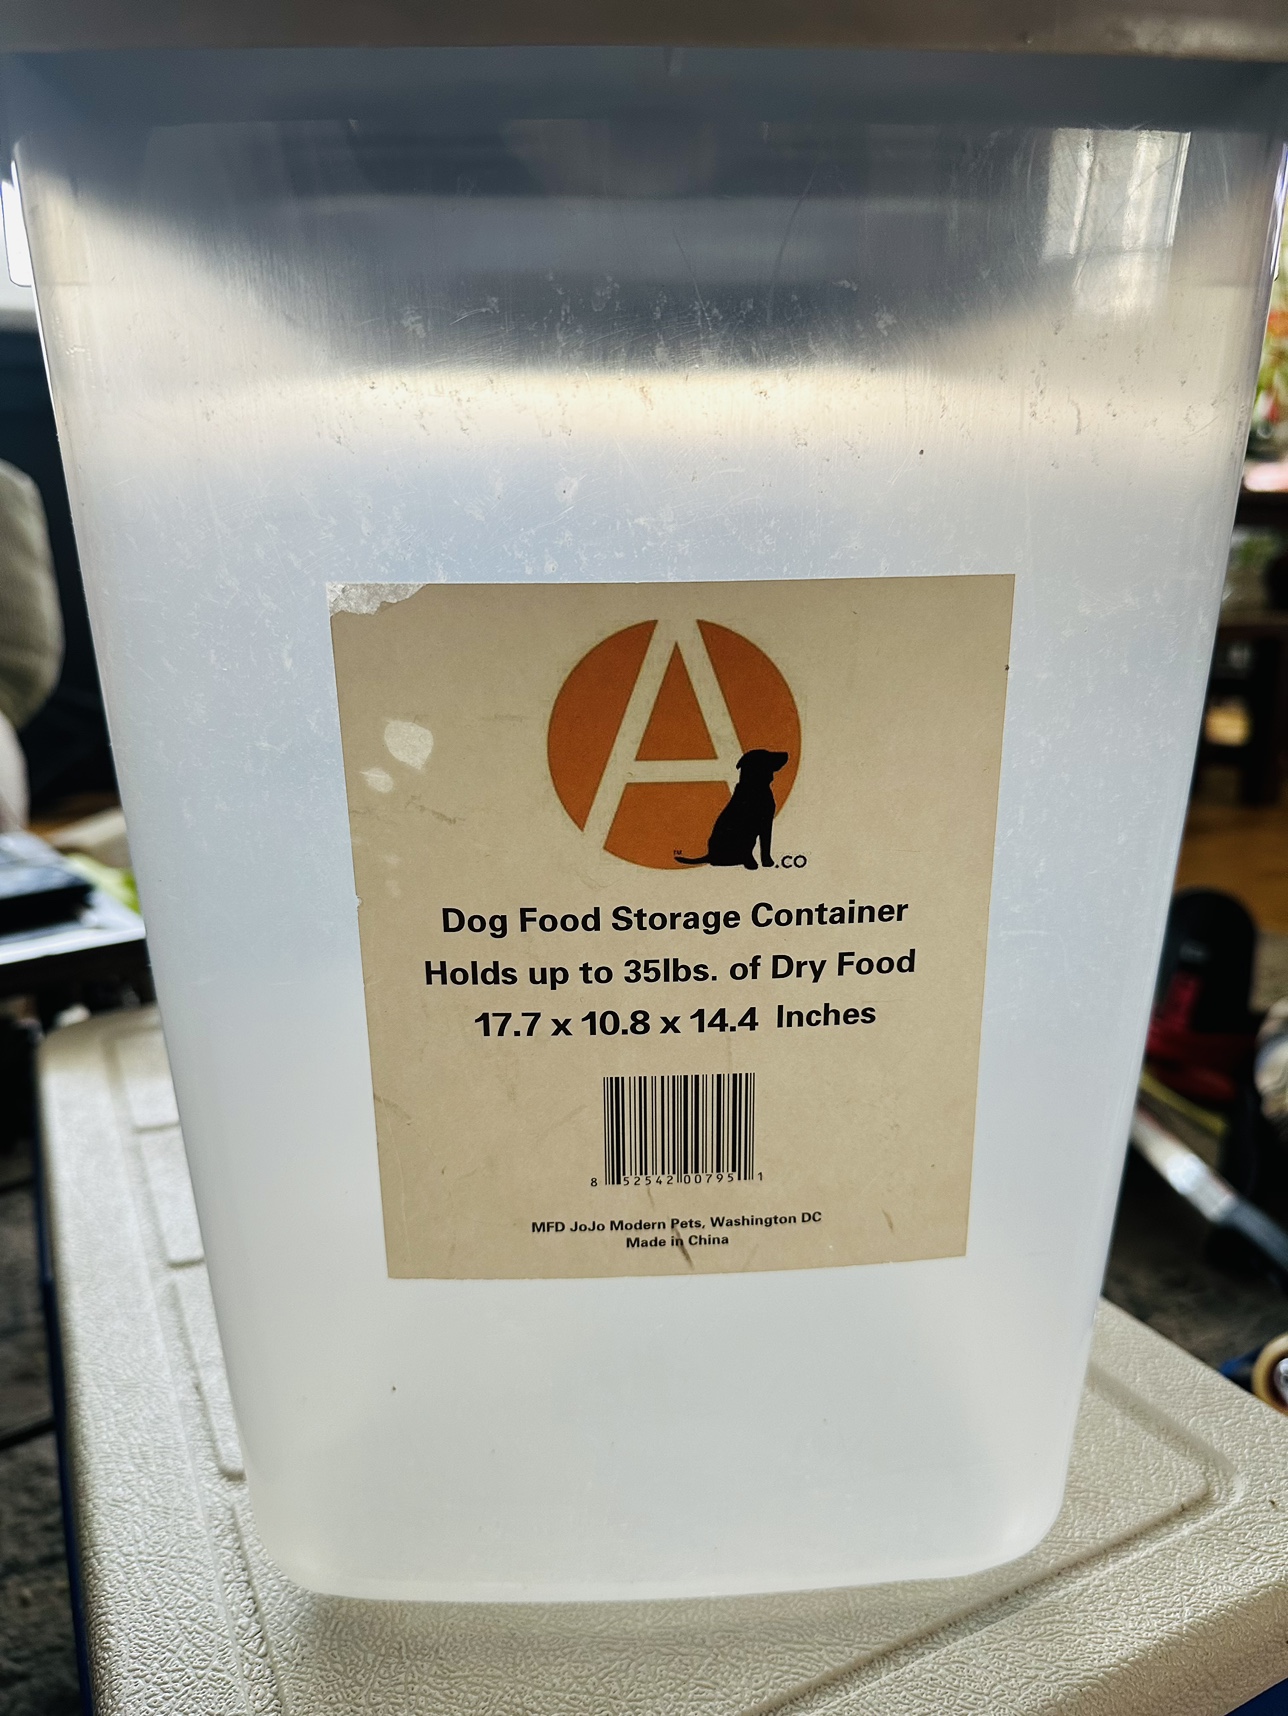 A
™ .CO
Dog Food Storage Container
Holds up to 35lbs. of Dry Food
17.7 x 10.8 x 14.4 Inches
8 52542 00795 1
MFD JoJo Modern Pets, Washington DC
Made in China